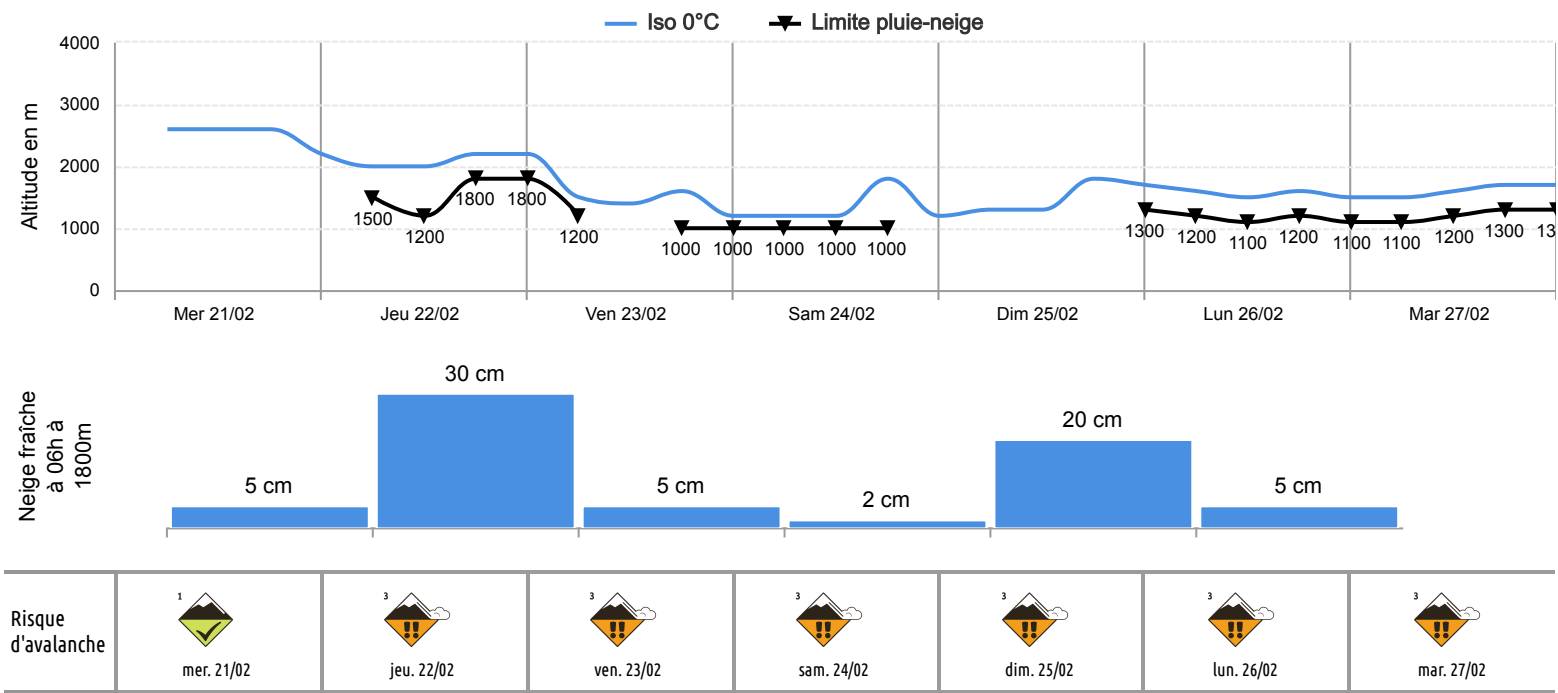 Iso 0°C Limite pluie-neige
Altitude en m
4000
3000
2000
1000
0
1500 1200 1800 1800 1200 1000 1000 1000 1000 1000 1300 1200 1100 1200 1100 1100 1200 1300 13
Mer 21/02 Jeu 22/02 Ven 23/02 Sam 24/02 Dim 25/02 Lun 26/02 Mar 27/02
Neige fraîche
à 06h à
1800m
5 cm 30 cm 5 cm 2 cm 20 cm 5 cm
Risque
d'avalanche
1 3 3 3 3 3 3
mer. 21/02 jeu. 22/02 ven. 23/02 sam. 24/02 dim. 25/02 lun. 26/02 mar. 27/02